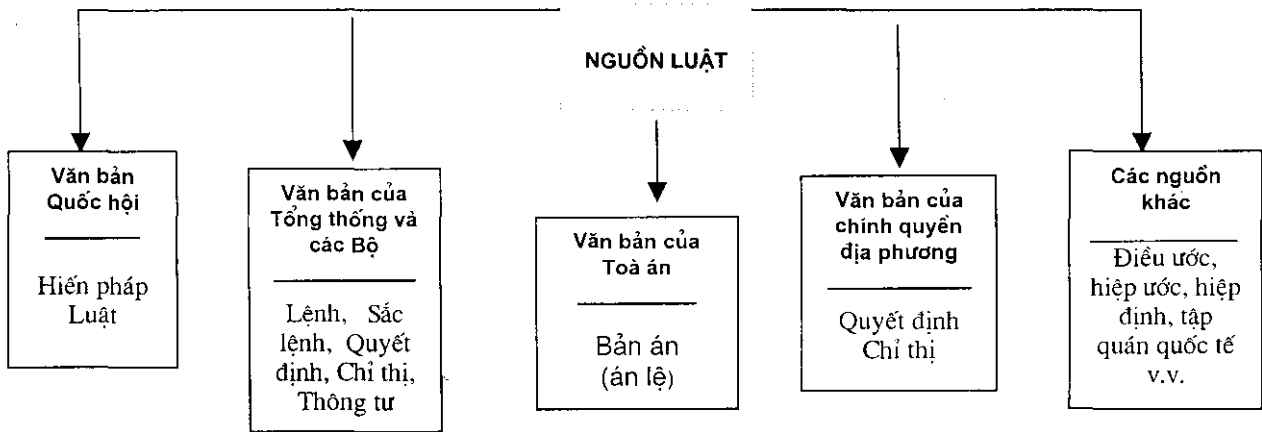 NGUỒN LUẬT
Văn bản
Quốc hội
Hiến pháp
Luật
Văn bản của
Tổng thống và
các Bộ
Lệnh, Sắc
lệnh, Quyết
định, Chỉ thị,
Thông tư
Văn bản của
Toà án
Bản án
(án lệ)
Văn bản của
chính quyền
địa phương
Quyết định
Chỉ thị
Các nguồn
khác
Điều ước,
hiệp ước, hiệp
định, tập
quán quốc tế
v.v.